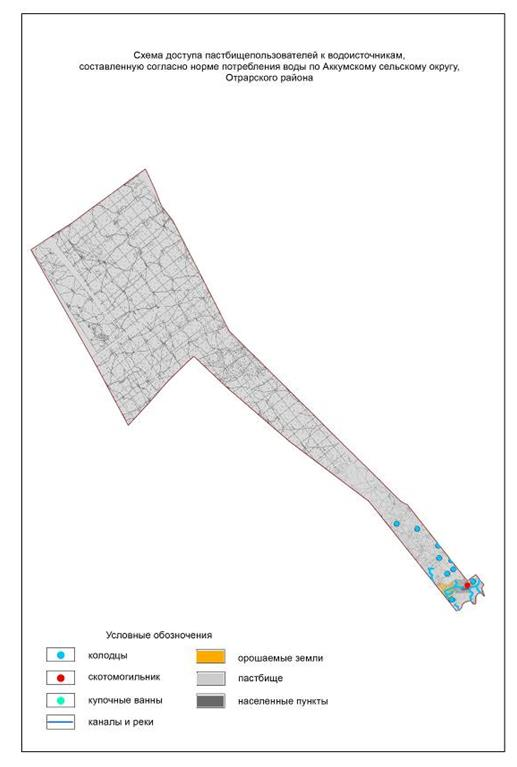 Схема доступа пастбищепользователей к водоисточникам,
составленную согласно норме потребления воды по Аккумскому сельскому округу,
Отрарского района
Условные обозначения
колодцы
скотомогильник
купочные ванны
каналы и реки
орошаемые земли
пастбище
населенные пункты